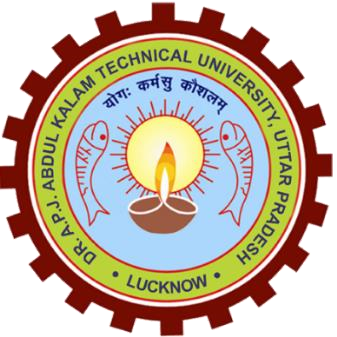 DR. A.P.J. ABDUL KALAM TECHNICAL UNIVERSITY, UTTAR PRADESH
योगः कर्मसु कौशलम्
• LUCKNOW •